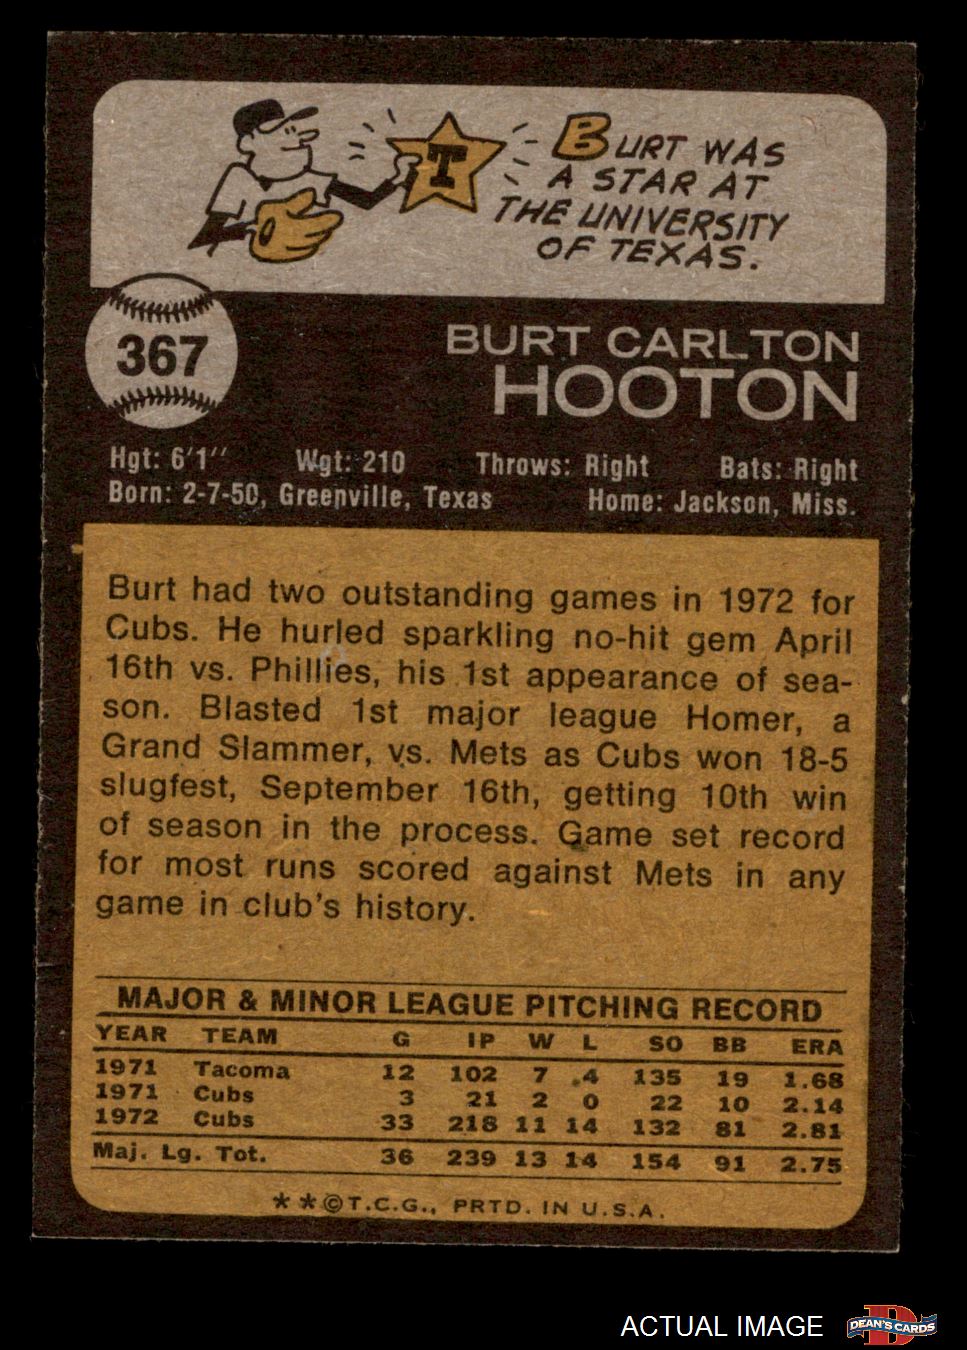 T
BURT WAS
A STAR AT
THE UNIVERSITY
OF TEXAS.
367
BURT CARLTON
HOOTON
Hgt: 6'1" Wgt: 210 Throws: Right Bats: Right
Born: 2-7-50, Greenville, Texas Home: Jackson, Miss.
Burt had two outstanding games in 1972 for
Cubs. He hurled sparkling no-hit gem April
16th vs. Phillies, his 1st appearance of sea-
son. Blasted 1st major league Homer, a
Grand Slammer, vs. Mets as Cubs won 18-5
slugfest, September 16th, getting 10th win
of season in the process. Game set record
for most runs scored against Mets in any
game in club's history.
MAJOR & MINOR LEAGUE PITCHING RECORD
YEAR TEAM G IP W L SO BB ERA
1971 Tacoma 12 102 7 4 135 19 1.68
1971 Cubs 3 21 2 0 22 10 2.14
1972 Cubs 33 218 11 14 132 81 2.81
Maj. Lg. Tot. 36 239 13 14 154 91 2.75
**©T.C.G., PRTD. IN U.S.A.
ACTUAL IMAGE
D
DEAN'S CARDS